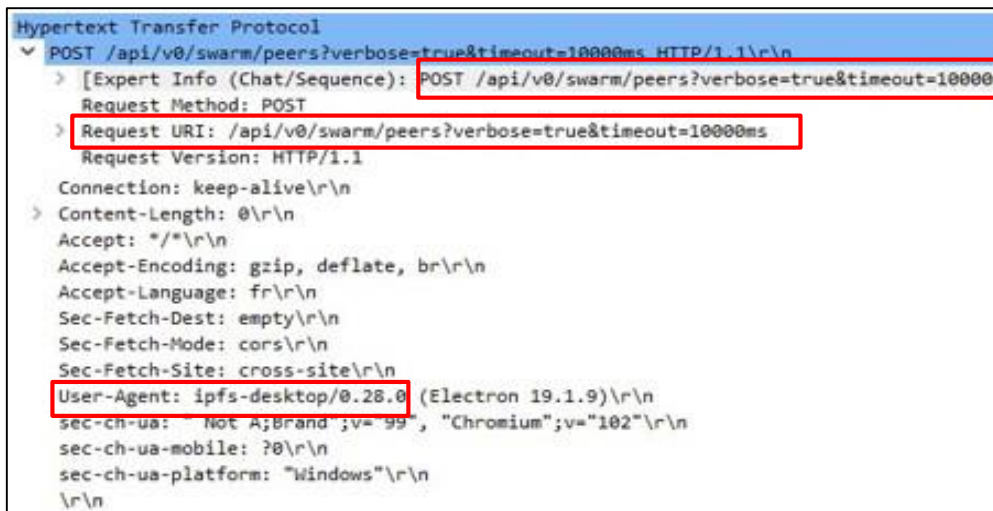 Hypertext Transfer Protocol
POST /api/v0/swarm/peers?verbose=true&timeout=10000ms HTTP/1.1\r\n
> [Expert Info (Chat/Sequence): POST /api/v0/swarm/peers?verbose=true&timeout=10000
Request Method: POST
> Request URI: /api/v0/swarm/peers?verbose=true&timeout=10000ms
Request Version: HTTP/1.1
Connection: keep-alive\r\n
> Content-Length: 0\r\n
Accept: */*\r\n
Accept-Encoding: gzip, deflate, br\r\n
Accept-Language: fr\r\n
Sec-Fetch-Dest: empty\r\n
Sec-Fetch-Mode: cors\r\n
Sec-Fetch-Site: cross-site\r\n
User-Agent: ipfs-desktop/0.28.0 (Electron 19.1.9)\r\n
sec-ch-ua: " Not A;Brand";v="99", "Chromium";v="102"\r\n
sec-ch-ua-mobile: ?0\r\n
sec-ch-ua-platform: "Windows"\r\n
\r\n